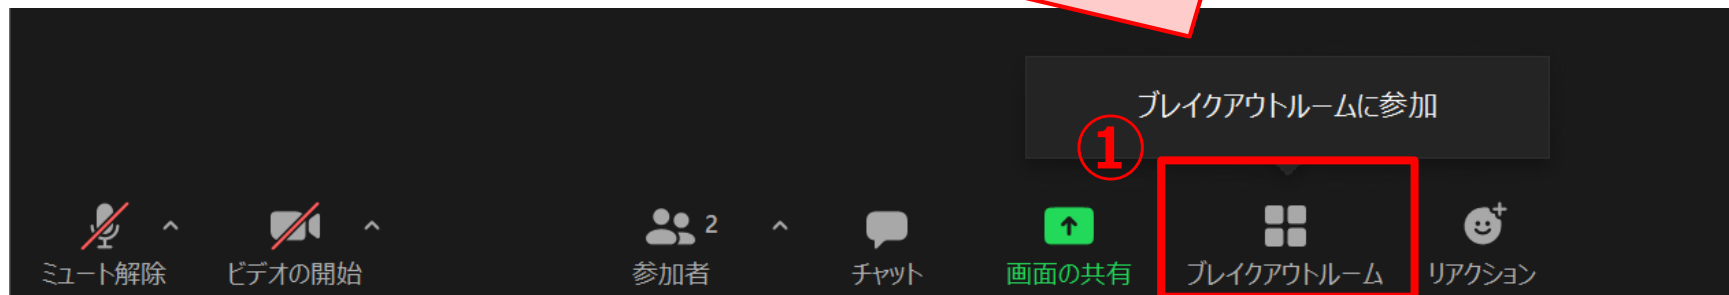 ブレイクアウトルームに参加
①
2
ミュート解除
ビデオの開始
参加者
チャット
画面の共有
ブレイクアウトルーム
リアクション